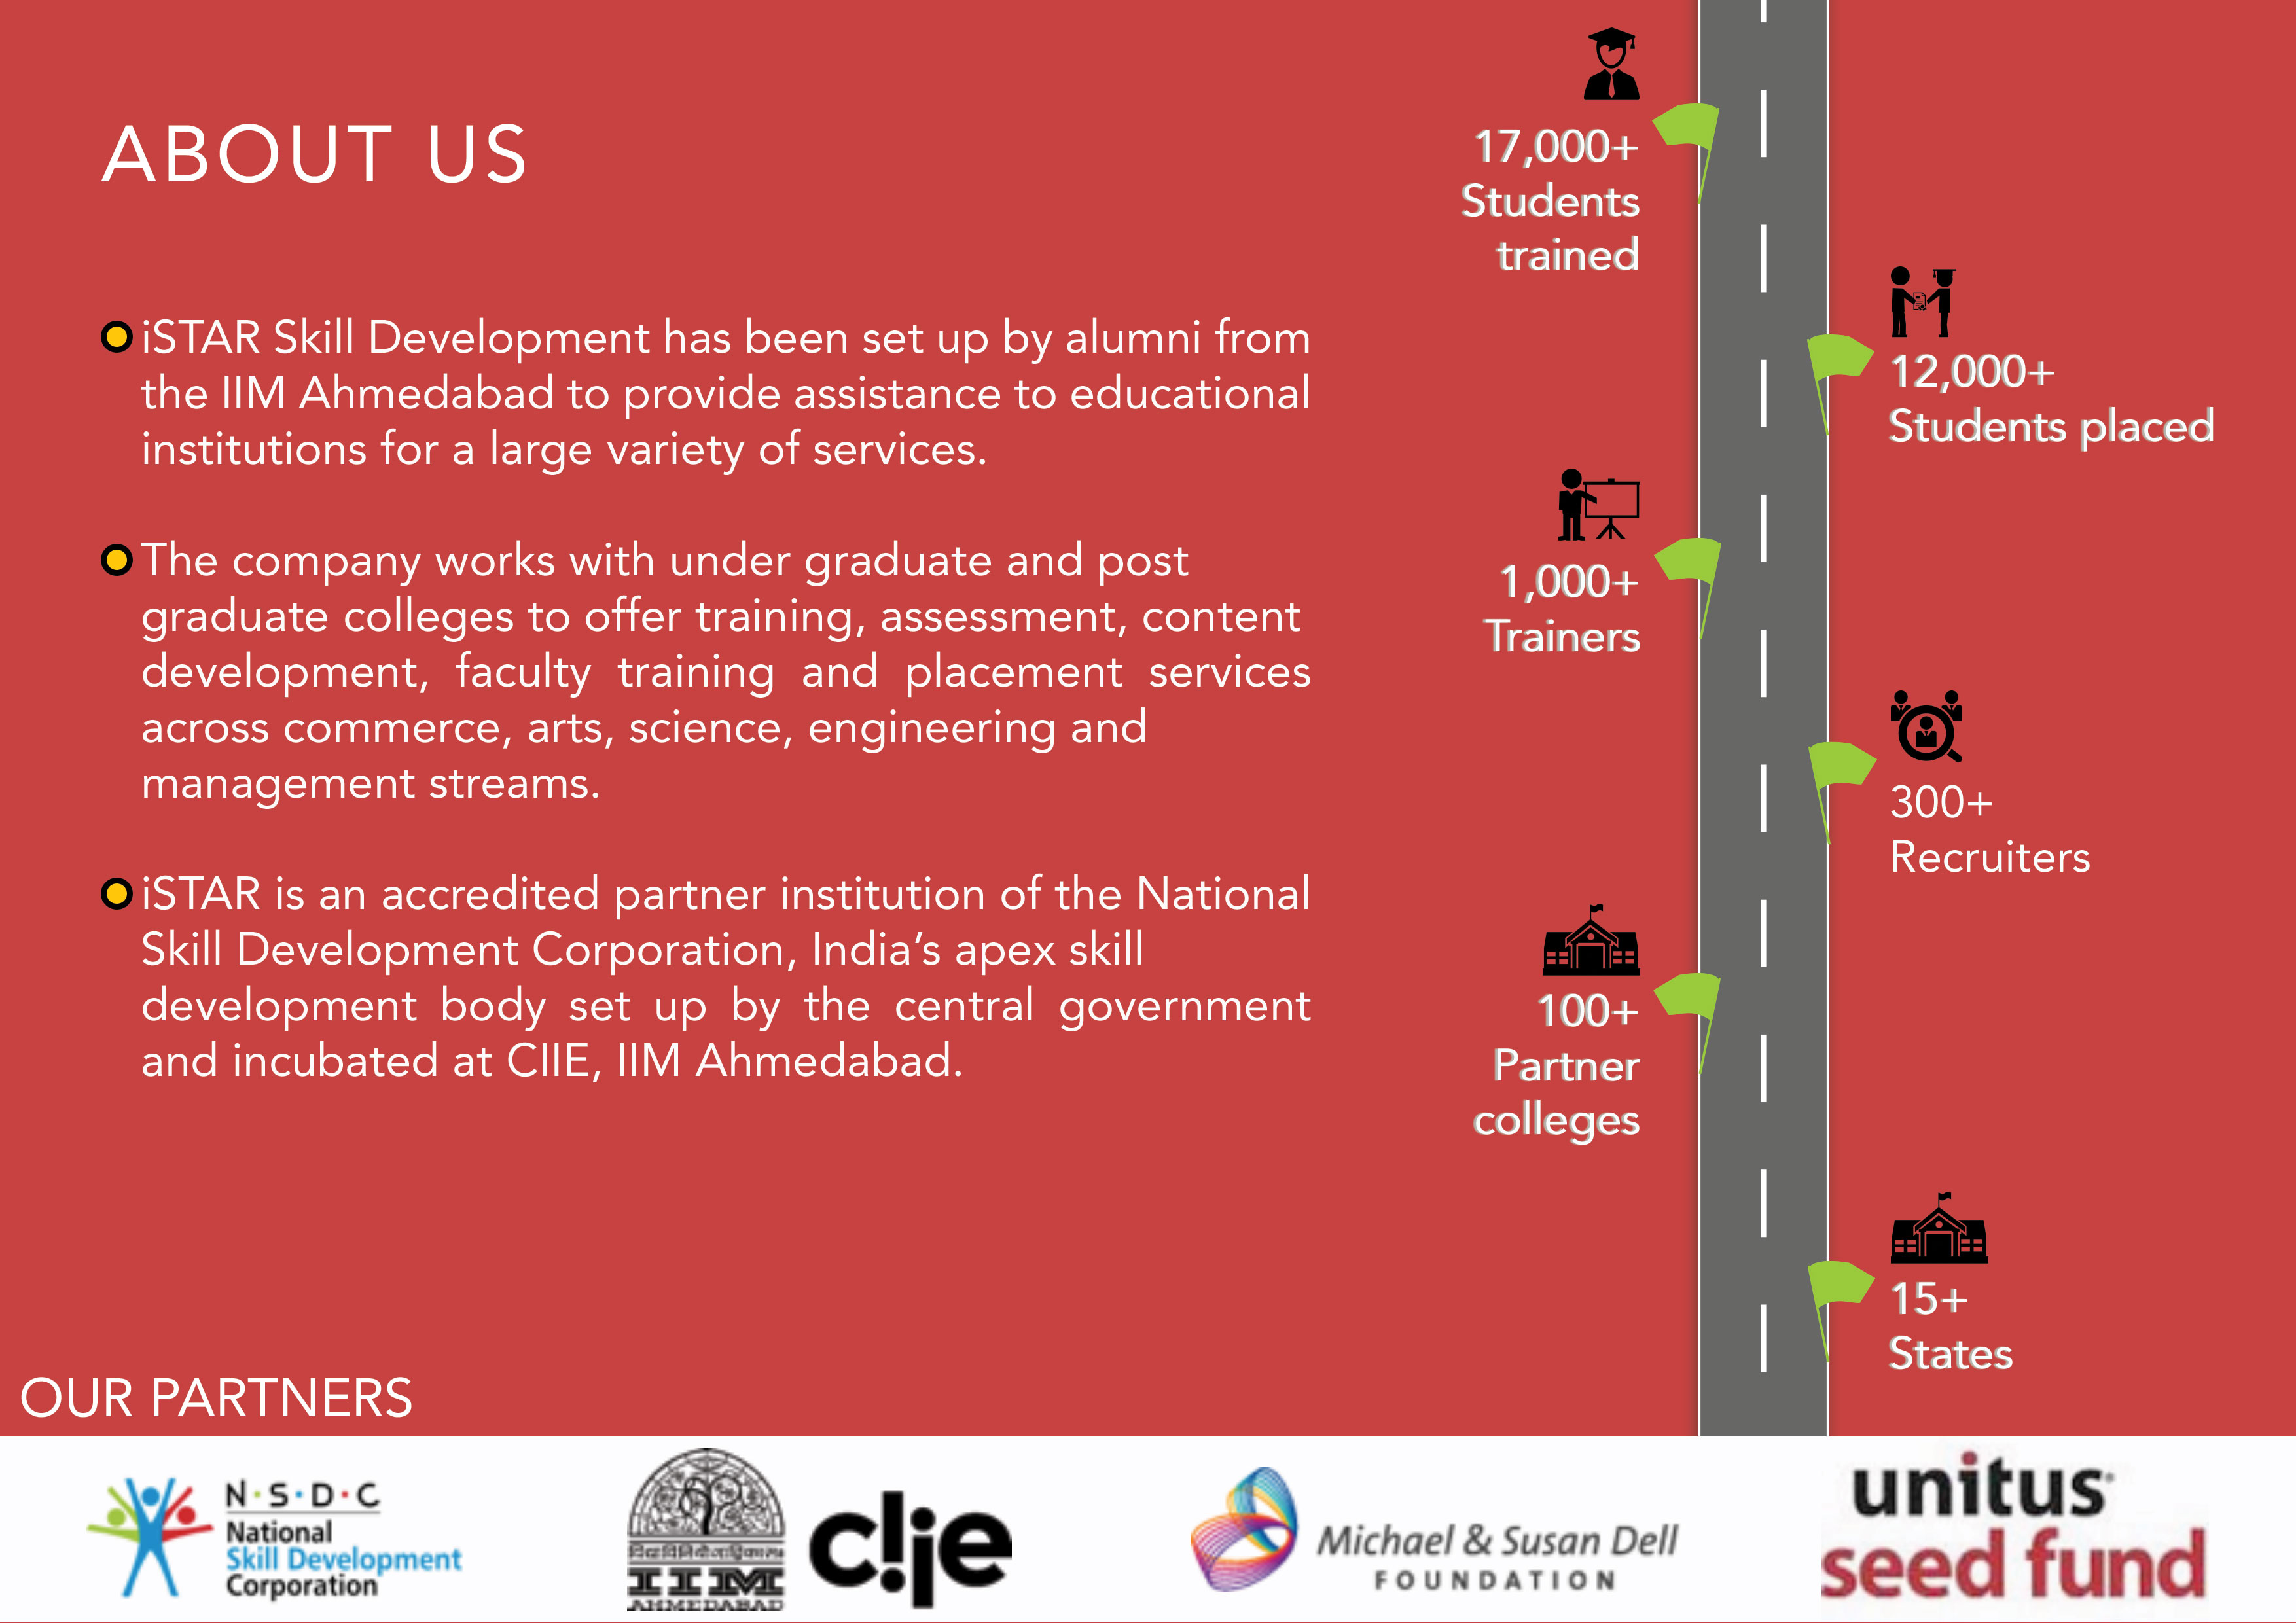 ABOUT US
iSTAR Skill Development has been set up by alumni from
the IIM Ahmedabad to provide assistance to educational
institutions for a large variety of services.
The company works with under graduate and post
graduate colleges to offer training, assessment, content
development, faculty training and placement services
across commerce, arts, science, engineering and
management streams.
iSTAR is an accredited partner institution of the National
Skill Development Corporation, India’s apex skill
development body set up by the central government
and incubated at CIIE, IIM Ahmedabad.
17,000+
Students
trained
12,000+
Students placed
1,000+
Trainers
300+
Recruiters
100+
Partner
colleges
15+
States
OUR PARTNERS
N·S·D·C
National
Skill Development
Corporation
IIM
AHMEDABAD
c!ie
Michael & Susan Dell
FOUNDATION
unitus
seed fund